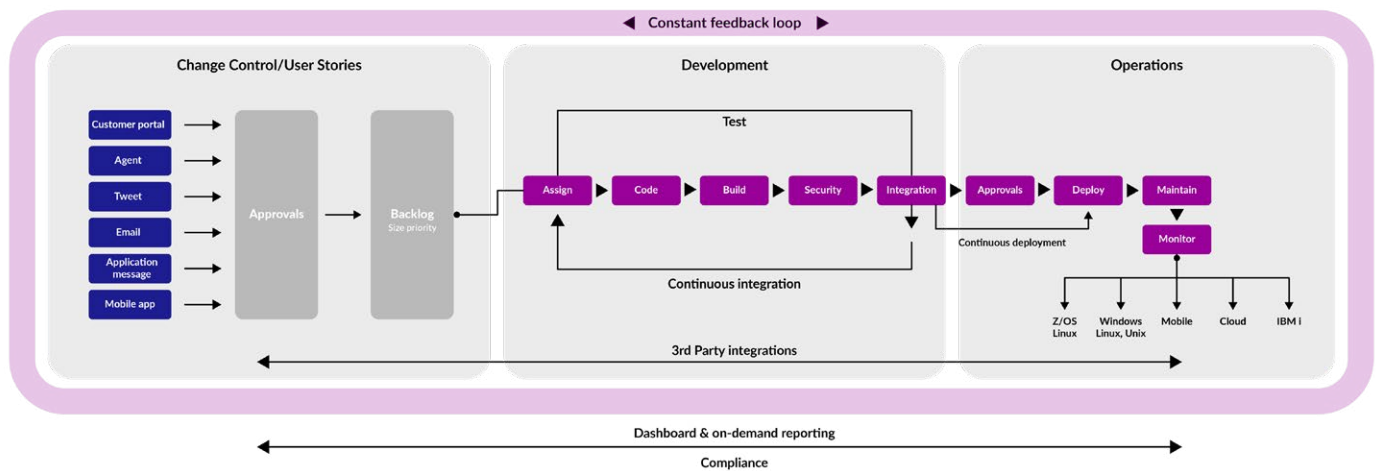 Constant feedback loop
Change Control/User Stories
Customer portal
Agent
Tweet
Email
Application
message
Mobile app
Approvals
Backlog
Size priority
Development
Test
Assign
Code
Build
Security
Integration
Continuous integration
Operations
Approvals
Deploy
Maintain
Continuous deployment
Monitor
Z/OS
Linux
Windows
Linux, Unix
Mobile
Cloud
IBM i
3rd Party integrations
Dashboard & on-demand reporting
Compliance